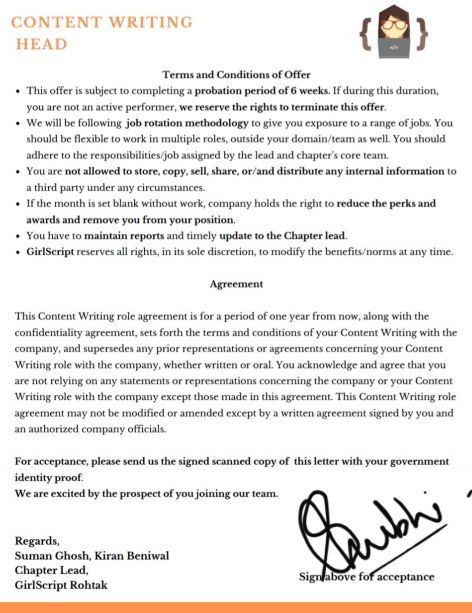 CONTENT WRITING
HEAD
</>
Terms and Conditions of Offer
• This offer is subject to completing a probation period of 6 weeks. If during this duration,
you are not an active performer, we reserve the rights to terminate this offer.
• We will be following job rotation methodology to give you exposure to a range of jobs. You
should be flexible to work in multiple roles, outside your domain/team as well. You should
adhere to the responsibilities/job assigned by the lead and chapter's core team.
• You are not allowed to store, copy, sell, share, or/and distribute any internal information to
a third party under any circumstances.
• If the month is set blank without work, company holds the right to reduce the perks and
awards and remove you from your position.
• You have to maintain reports and timely update to the Chapter lead.
• GirlScript reserves all rights, in its sole discretion, to modify the benefits/norms at any time.
Agreement
This Content Writing role agreement is for a period of one year from now, along with the
confidentiality agreement, sets forth the terms and conditions of your Content Writing with the
company, and supersedes any prior representations or agreements concerning your Content
Writing role with the company, whether written or oral. You acknowledge and agree that you
are not relying on any statements or representations concerning the company or your Content
Writing role with the company except those made in this agreement. This Content Writing role
agreement may not be modified or amended except by a written agreement signed by you and
an authorized company officials.
For acceptance, please send us the signed scanned copy of this letter with your government
identity proof.
We are excited by the prospect of you joining our team.
Regards,
Suman Ghosh, Kiran Beniwal
Chapter Lead,
GirlScript Rohtak
Sign above for acceptance